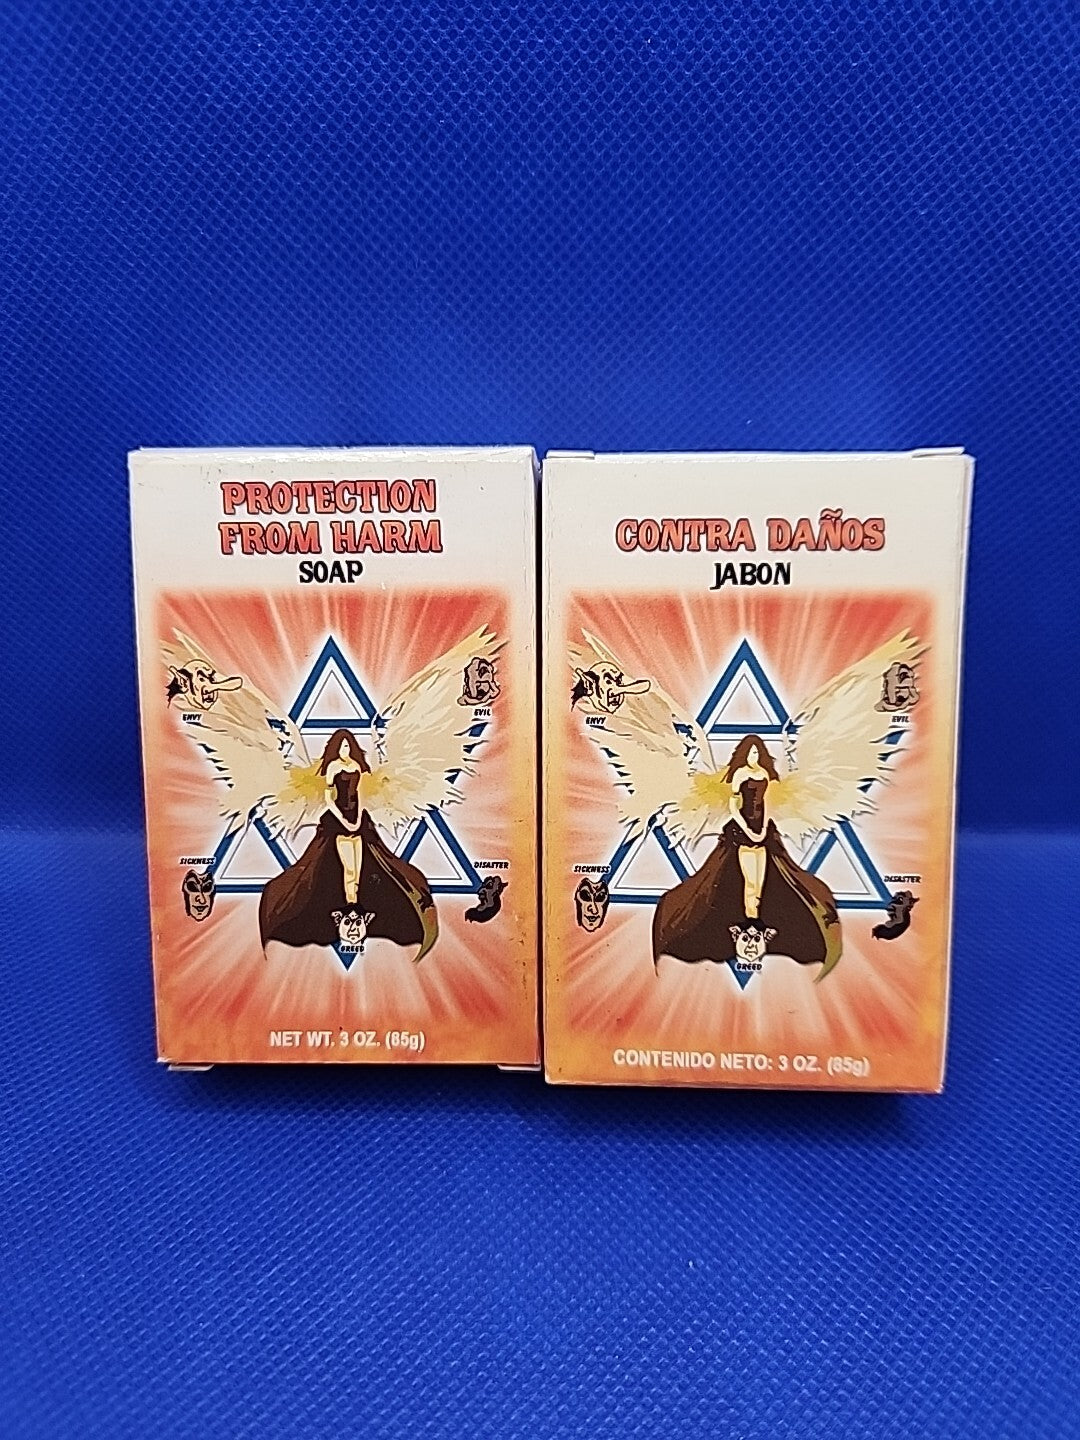 PROTECTION
FROM HARM
SOAP
ENVY
EVIL
SICKNESS
DISASTER
GREED
NET WT. 3 OZ. (85g)
CONTRA DAÑOS
JABON
ENVY
EVIL
SICKNESS
DISASTER
GREED
CONTENIDO NETO: 3 OZ. (85g)